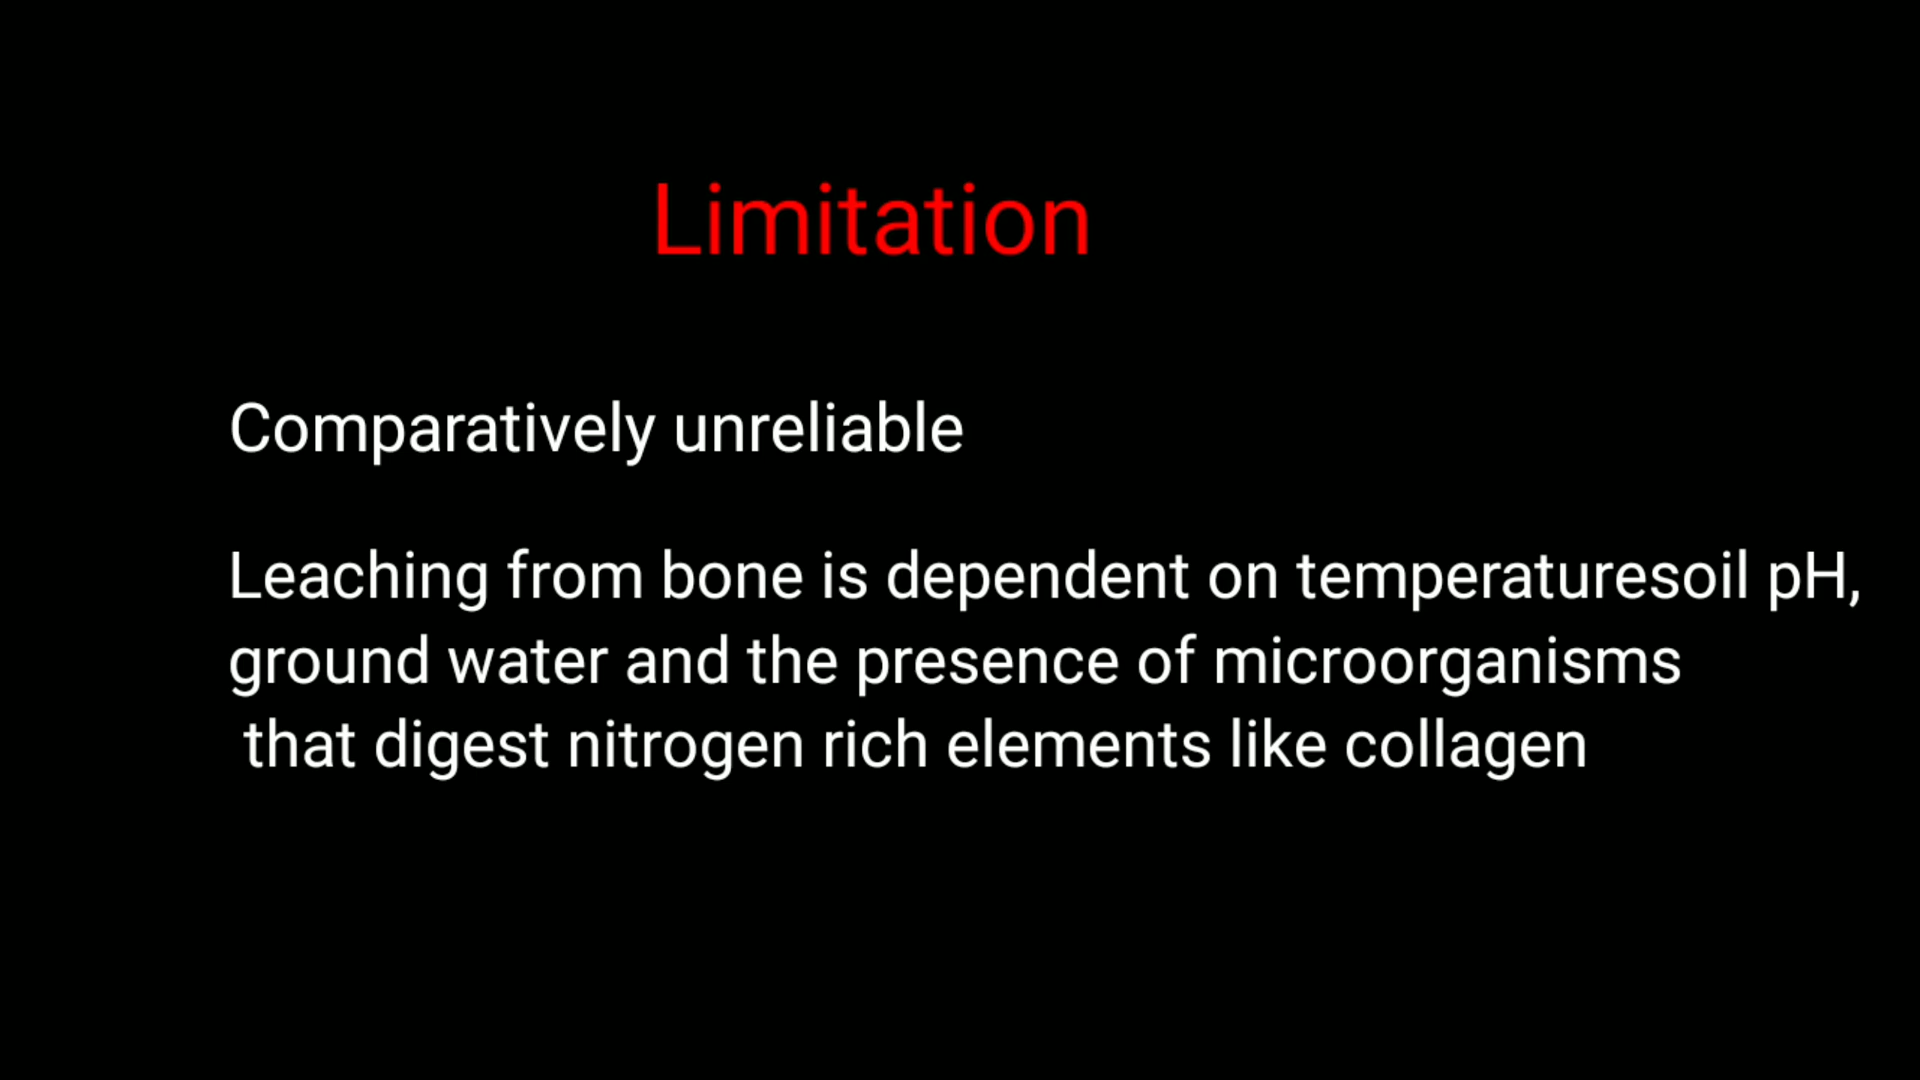 Limitation
Comparatively unreliable
Leaching from bone is dependent on temperaturesoil pH,
ground water and the presence of microorganisms
that digest nitrogen rich elements like collagen